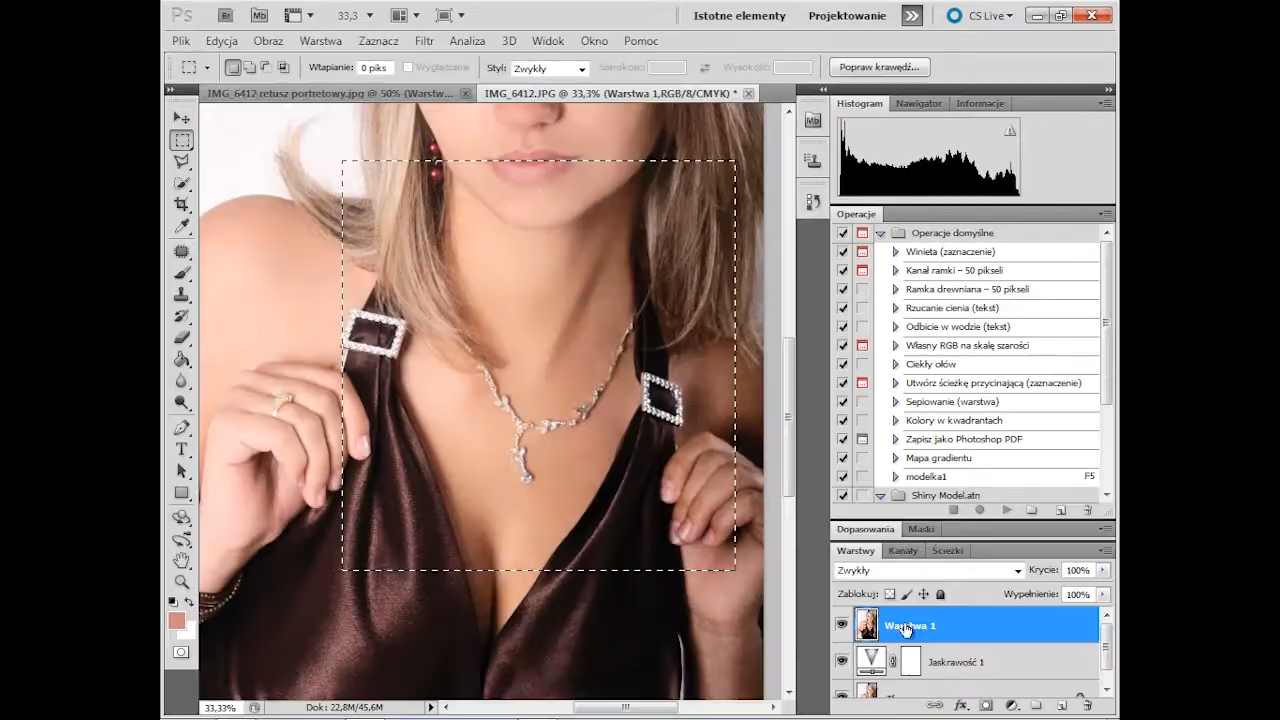 Ps Br Mb 33,3 Istotne elementy Projektowanie CS Live
Plik Edycja Obraz Warstwa Zaznacz Filtr Analiza 3D Widok Okno Pomoc
Wtapianie: 0 piks Wygładzanie Styl: Zwykły Szerokość: Wysokość: Popraw krawędź...
IMG_6412 retusz portretowy.jpg @ 50% (Warstw... IMG_6412.JPG @ 33,3% (Warstwa 1,RGB/8/CMYK) *
Histogram Nawigator Informacje
Mb
Operacje
Operacje domyślne
Winieta (zaznaczenie)
Kanał ramki – 50 pikseli
Ramka drewniana – 50 pikseli
Rzucanie cienia (tekst)
Odbicie w wodzie (tekst)
Własny RGB na skalę szarości
Ciekły ołów
Utwórz ścieżkę przycinającą (zaznaczenie)
Sepiowanie (warstwa)
Kolory w kwadrantach
Zapisz jako Photoshop PDF
Mapa gradientu
modelka1 F5
Shiny Model.atn
Dopasowania Maski
Warstwy Kanały Ścieżki
Zwykły Krycie: 100%
Zablokuj: Wypełnienie: 100%
Warstwa 1
Jaskrawość 1
33,33% Dok: 22,8M/45,6M